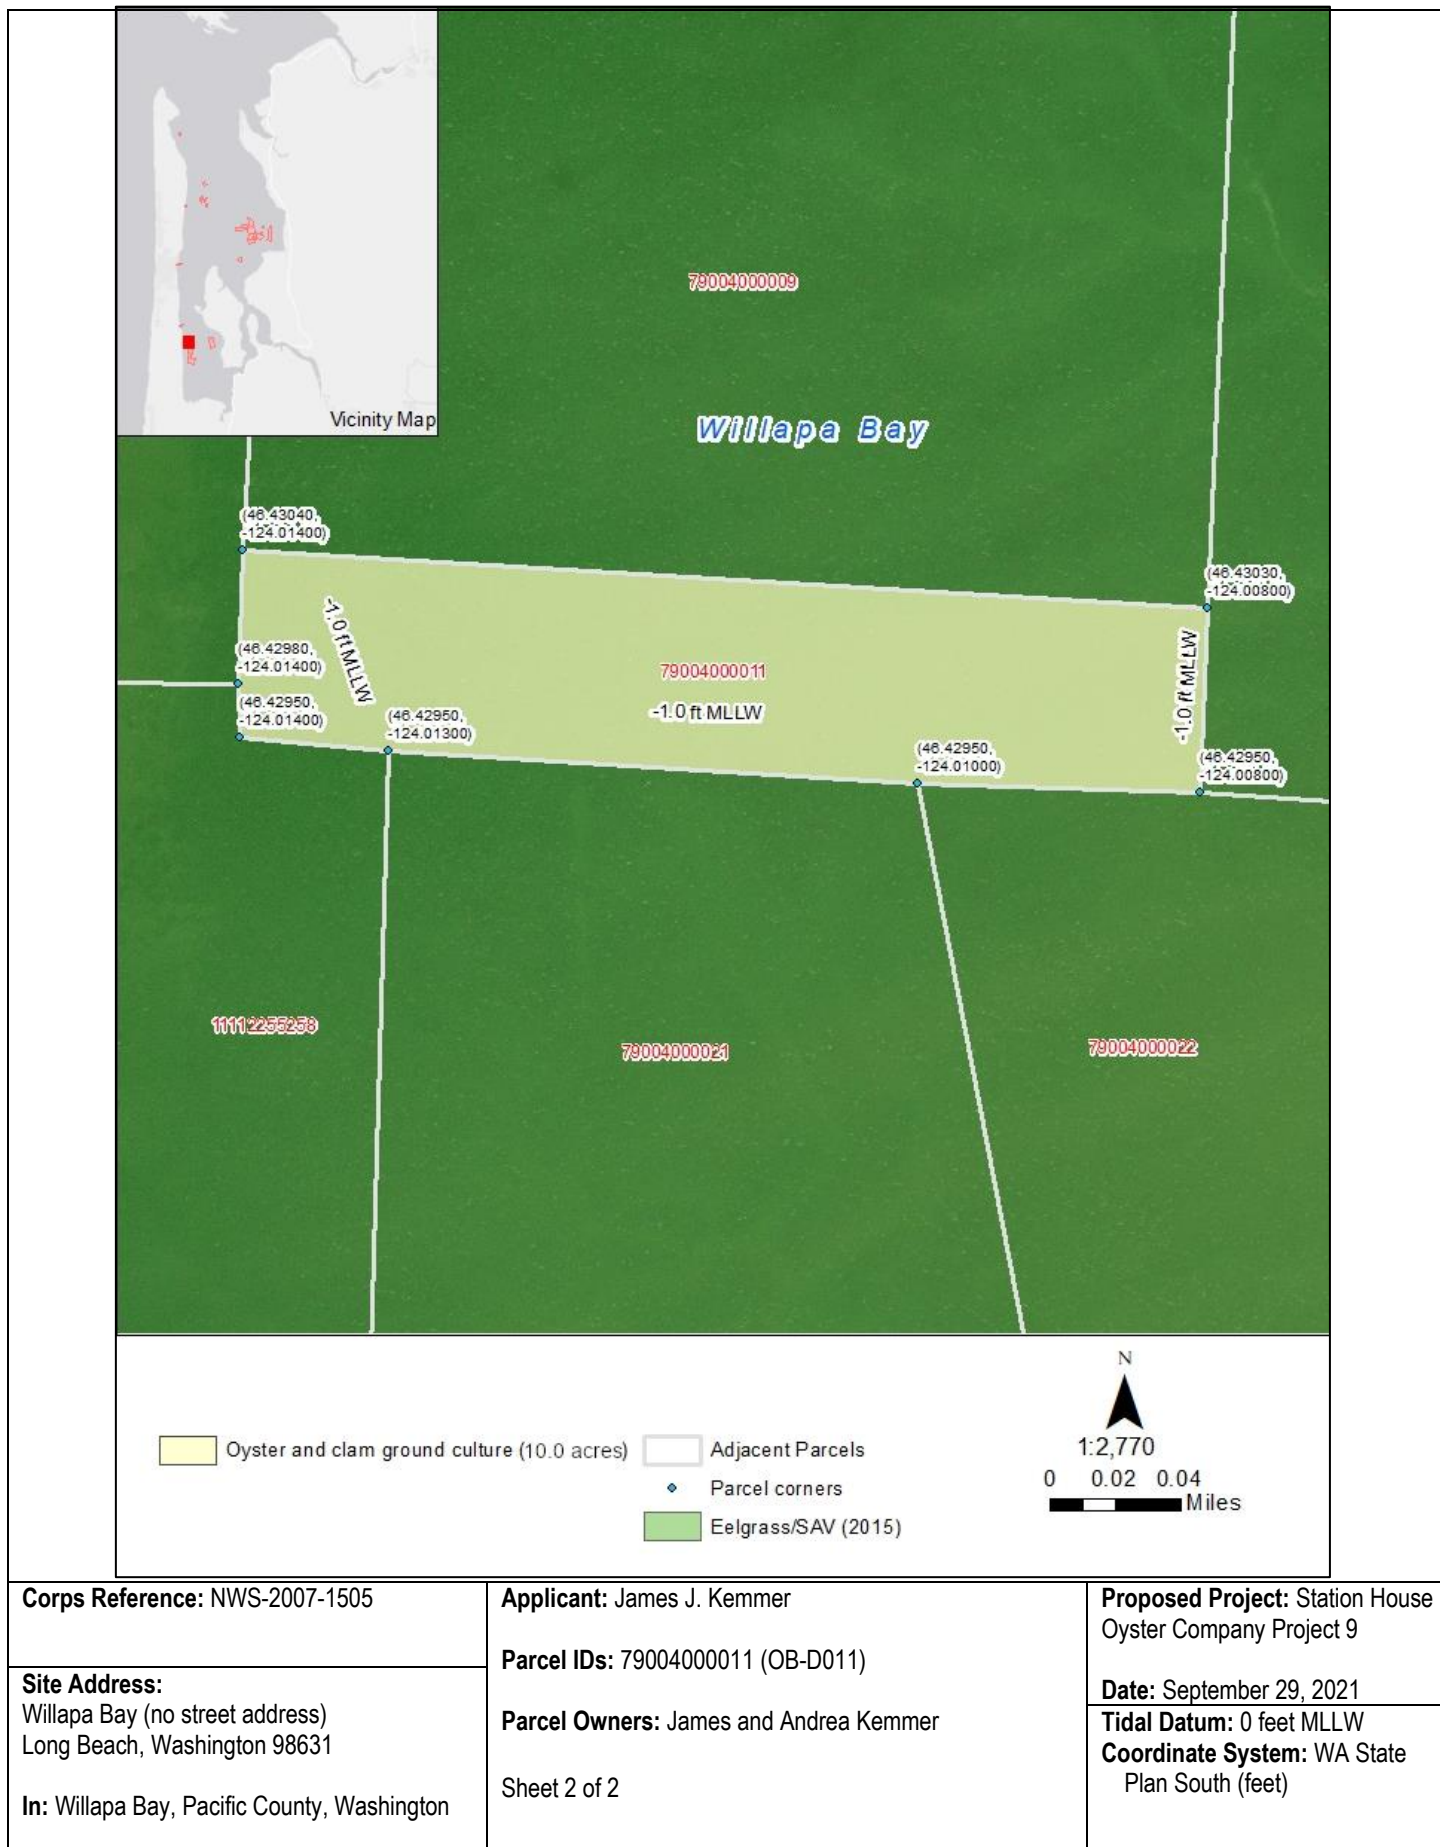 Vicinity Map
79004000009
Willapa Bay
(46.43040,
-124.01400)
(46.43030,
-124.00800)
-1.0 ft MLLW
(46.42980,
-124.01400)
79004000011
-1.0 ft MLLW
-1.0 ft MLLW
(46.42950,
-124.01400)
(46.42950,
-124.01300)
(46.42950,
-124.01000)
(46.42950,
-124.00800)
11112255258
79004000021
79004000022
Oyster and clam ground culture (10.0 acres)
Adjacent Parcels
Parcel corners
Eelgrass/SAV (2015)
N
1:2,770
0 0.02 0.04
Miles
Corps Reference: NWS-2007-1505
Site Address:
Willapa Bay (no street address)
Long Beach, Washington 98631
In: Willapa Bay, Pacific County, Washington
Applicant: James J. Kemmer
Parcel IDs: 79004000011 (OB-D011)
Parcel Owners: James and Andrea Kemmer
Sheet 2 of 2
Proposed Project: Station House
Oyster Company Project 9
Date: September 29, 2021
Tidal Datum: 0 feet MLLW
Coordinate System: WA State
Plan South (feet)